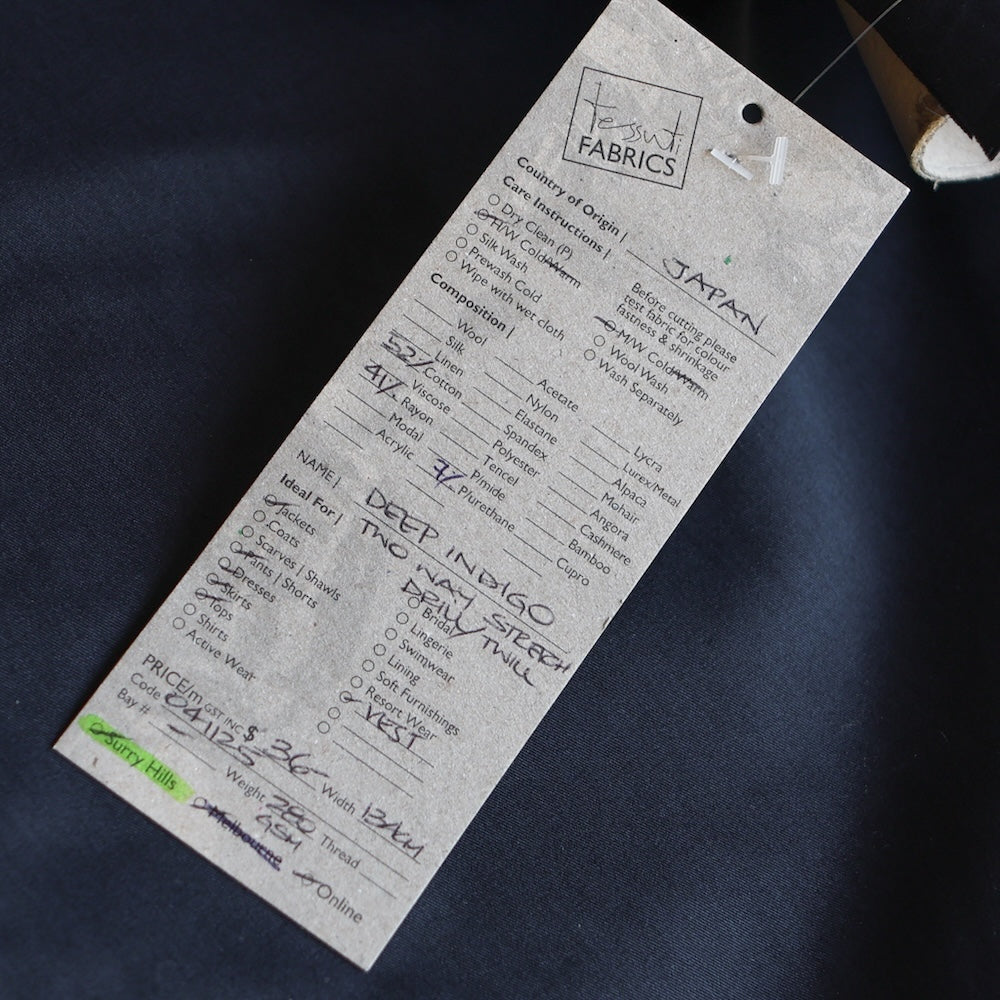 tessuti
FABRICS
Country of Origin | JAPAN
Care Instructions |
Dry Clean (P)
H/W Cold/Warm
Silk Wash
Prewash Cold
Wipe with wet cloth
Before cutting please
test fabric for colour
fastness & shrinkage
M/W Cold/Warm
Wool Wash
Wash Separately
Composition |
Wool
Silk
Linen
52% Cotton
Viscose
41% Rayon
Modal
Acrylic
Acetate
Nylon
Elastane
Spandex
Polyester
Tencel
P/mide
7% P/urethane
Lycra
Lurex/Metal
Alpaca
Mohair
Angora
Cashmere
Bamboo
Cupro
NAME | DEEP INDIGO
TWO WAY STRETCH
DRILL/TWILL
Ideal For |
Jackets
Coats
Scarves | Shawls
Pants | Shorts
Dresses
Skirts
Tops
Shirts
Active Wear
Bridal
Lingerie
Swimwear
Lining
Soft Furnishings
Resort Wear
VEST
PRICE/m GST INC $ 36 Width
Code 041125
Bay # Weight 280 GSM Thread
Surry Hills
Melbourne
Online